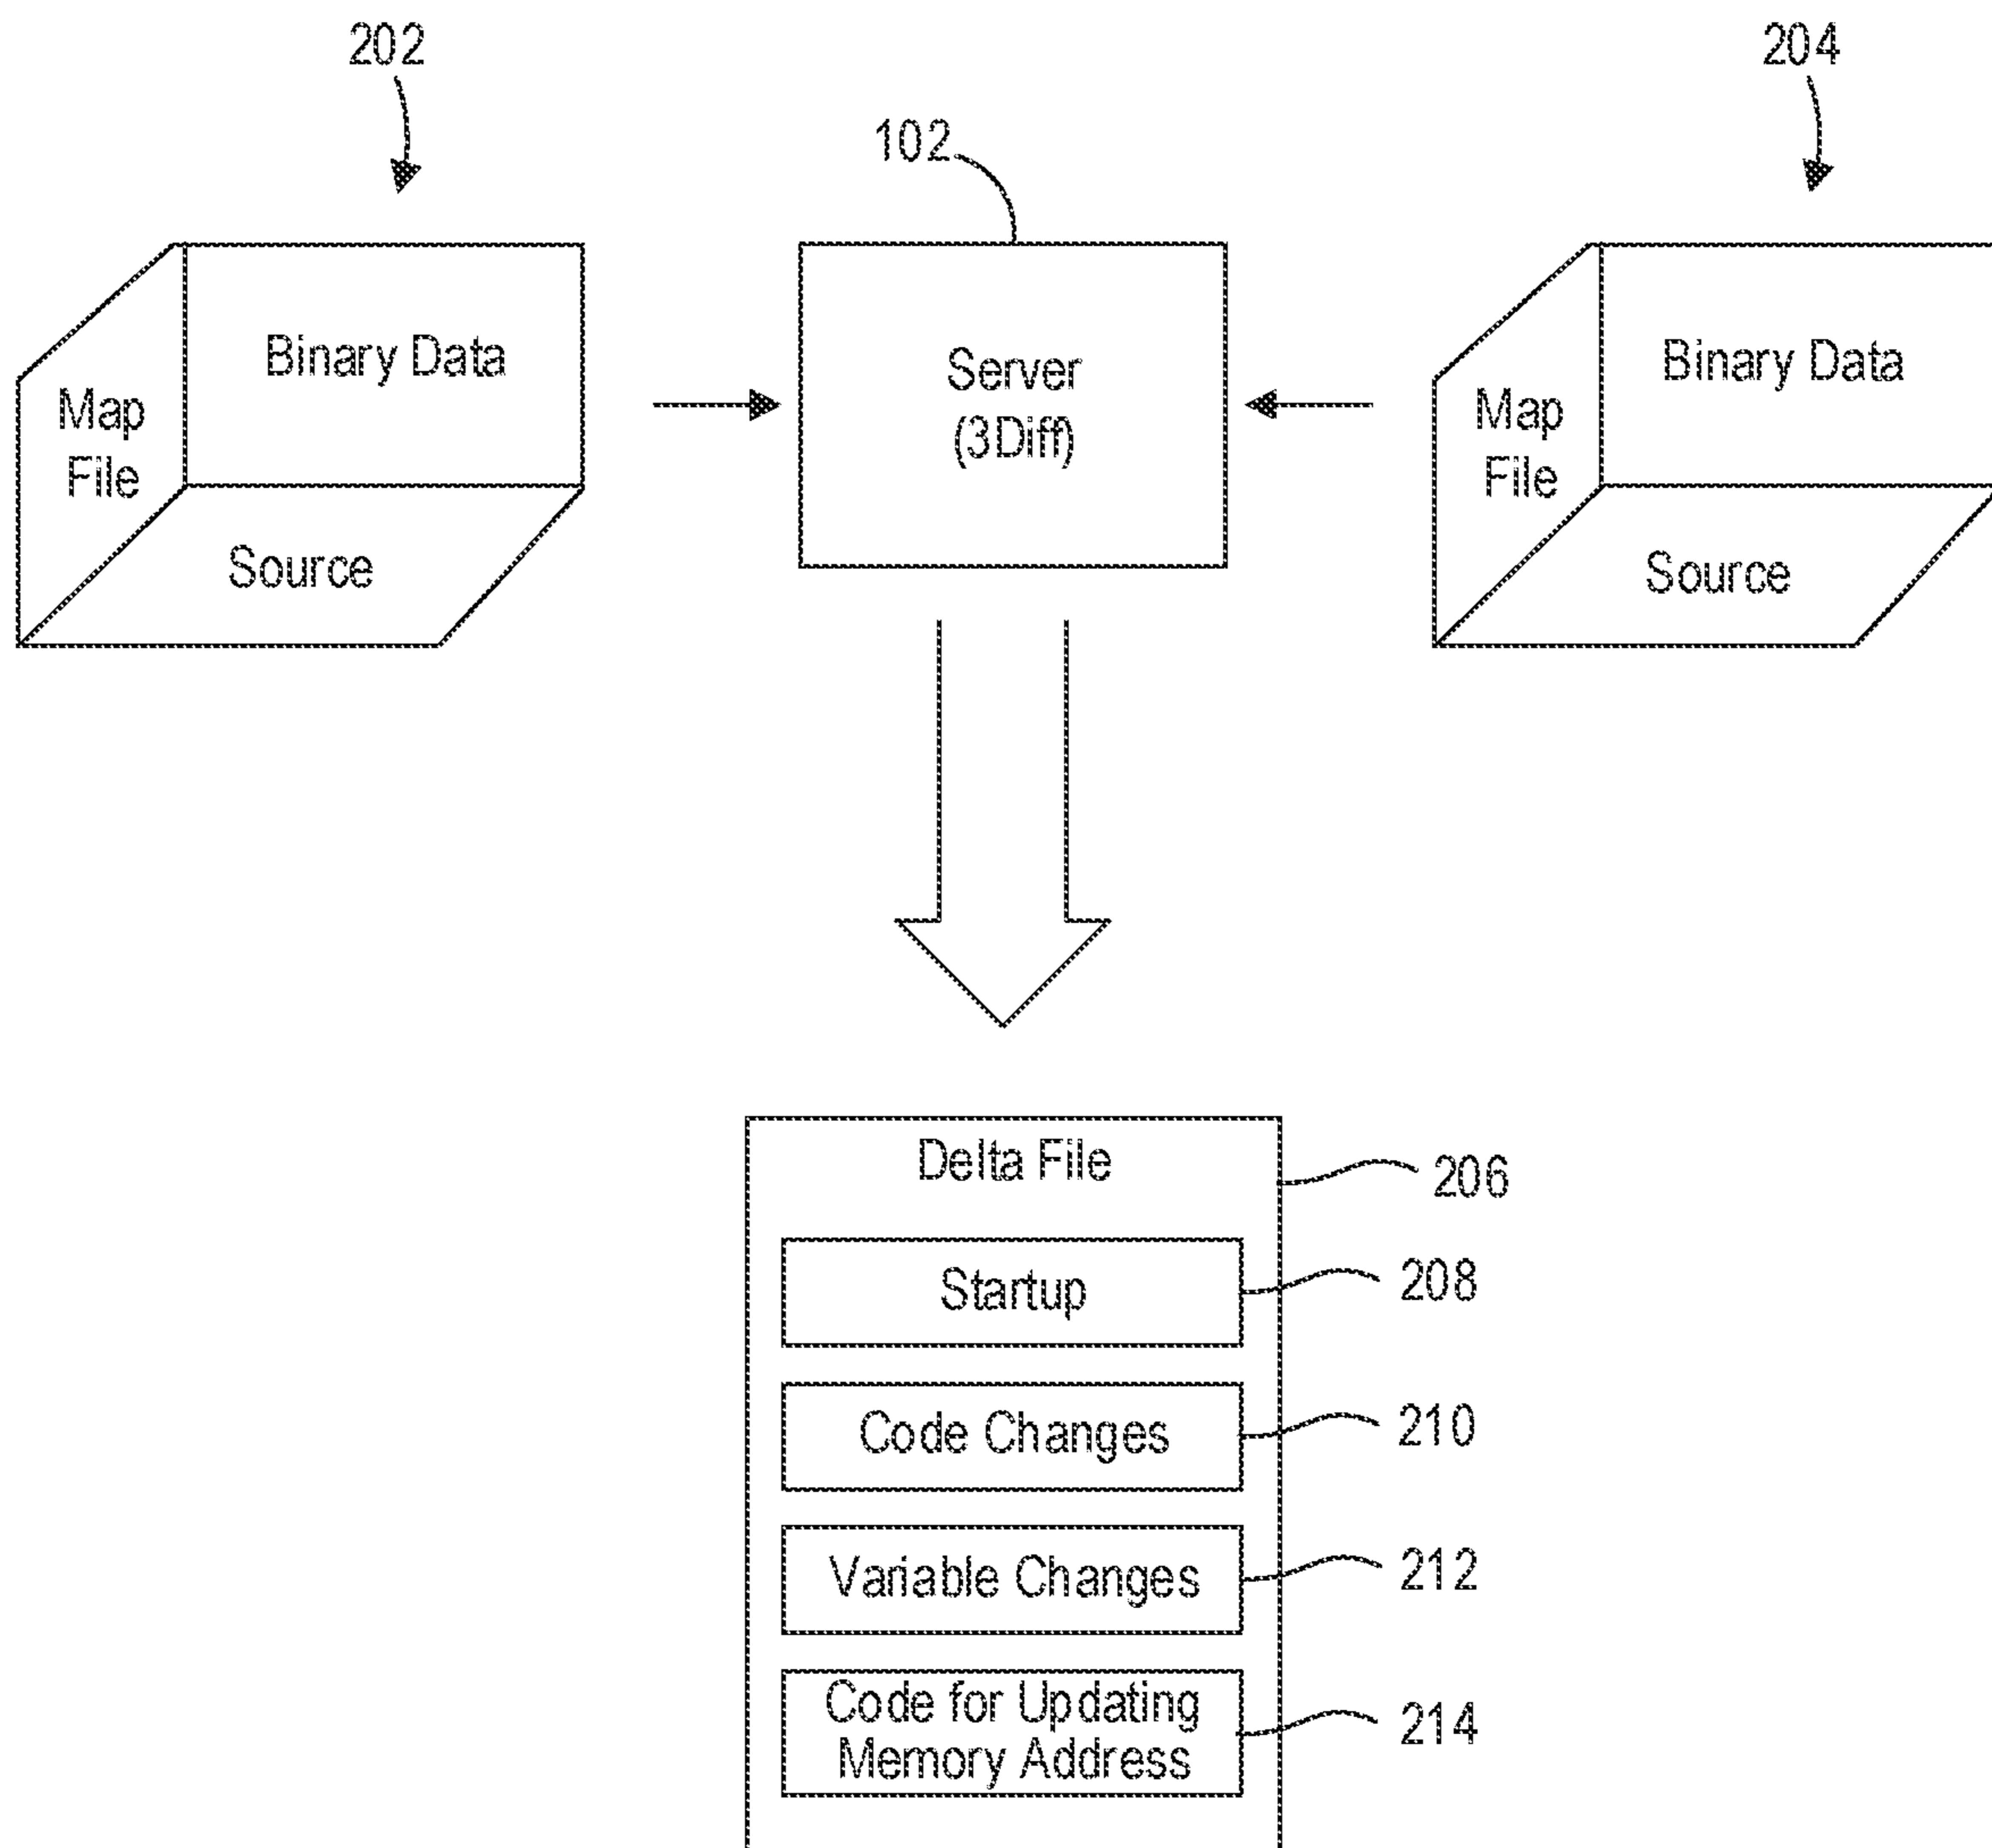 202
204
102
Binary Data
Map
File
Source
Server
(3Diff)
Binary Data
Map
File
Source
Delta File
206
Startup
208
Code Changes
210
Variable Changes
212
Code for Updating
Memory Address
214